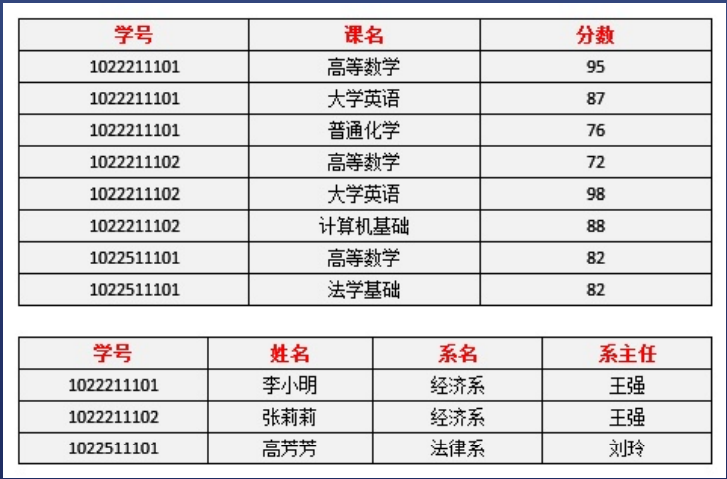 学号 课名 分数
1022211101 高等数学 95
1022211101 大学英语 87
1022211101 普通化学 76
1022211102 高等数学 72
1022211102 大学英语 98
1022211102 计算机基础 88
1022511101 高等数学 82
1022511101 法学基础 82
学号 姓名 系名 系主任
1022211101 李小明 经济系 王强
1022211102 张莉莉 经济系 王强
1022511101 高芳芳 法律系 刘玲